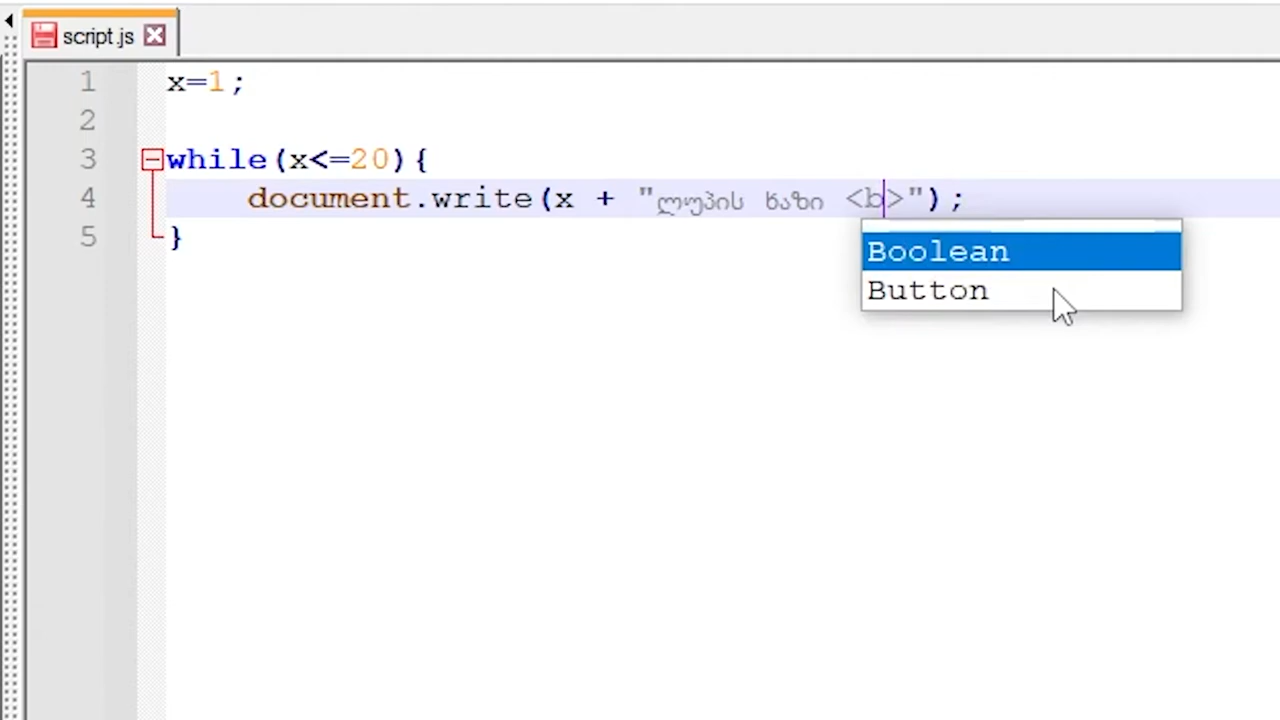 script.js
1 x=1;
2
3 while(x<=20){
4 document.write(x + "ლუპის ხაზი <b>");
5 }
Boolean
Button